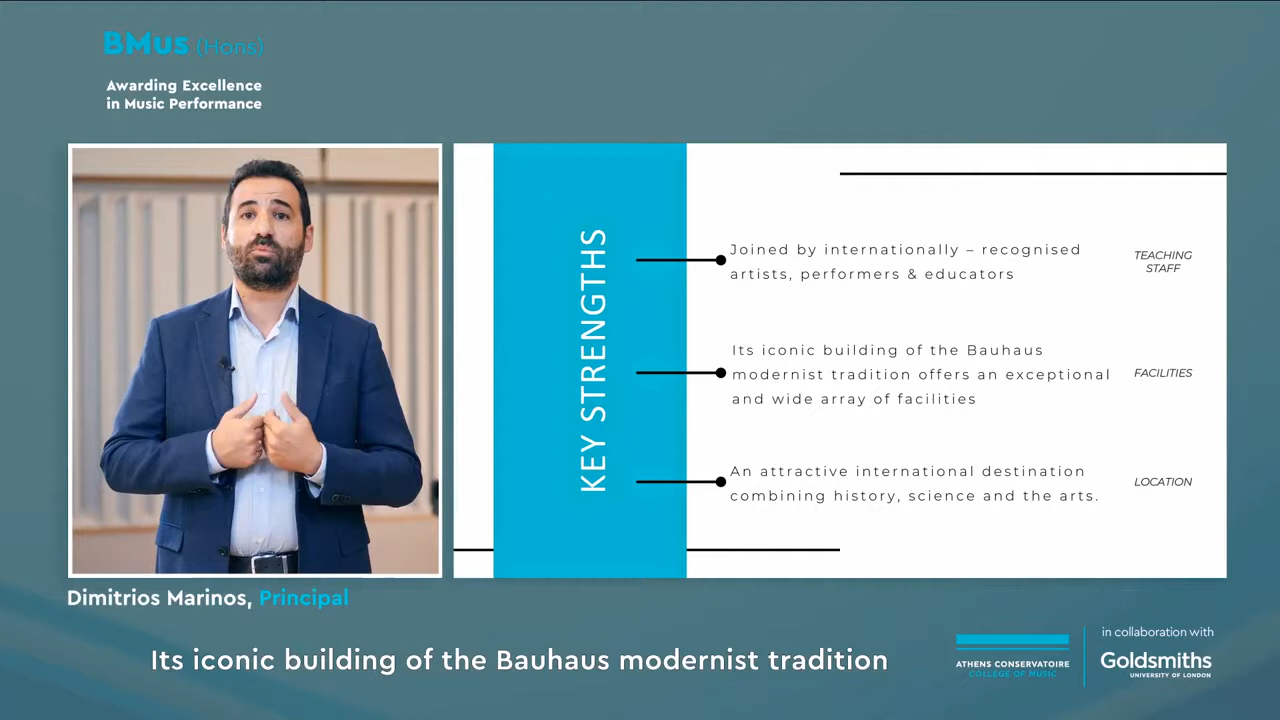 BMus (Hons)
Awarding Excellence
in Music Performance
KEY STRENGTHS
Joined by internationally – recognised
artists, performers & educators
TEACHING
STAFF
Its iconic building of the Bauhaus
modernist tradition offers an exceptional
and wide array of facilities
FACILITIES
An attractive international destination
combining history, science and the arts.
LOCATION
Dimitrios Marinos, Principal
Its iconic building of the Bauhaus modernist tradition
ATHENS CONSERVATOIRE
COLLEGE OF MUSIC
in collaboration with
Goldsmiths
UNIVERSITY OF LONDON